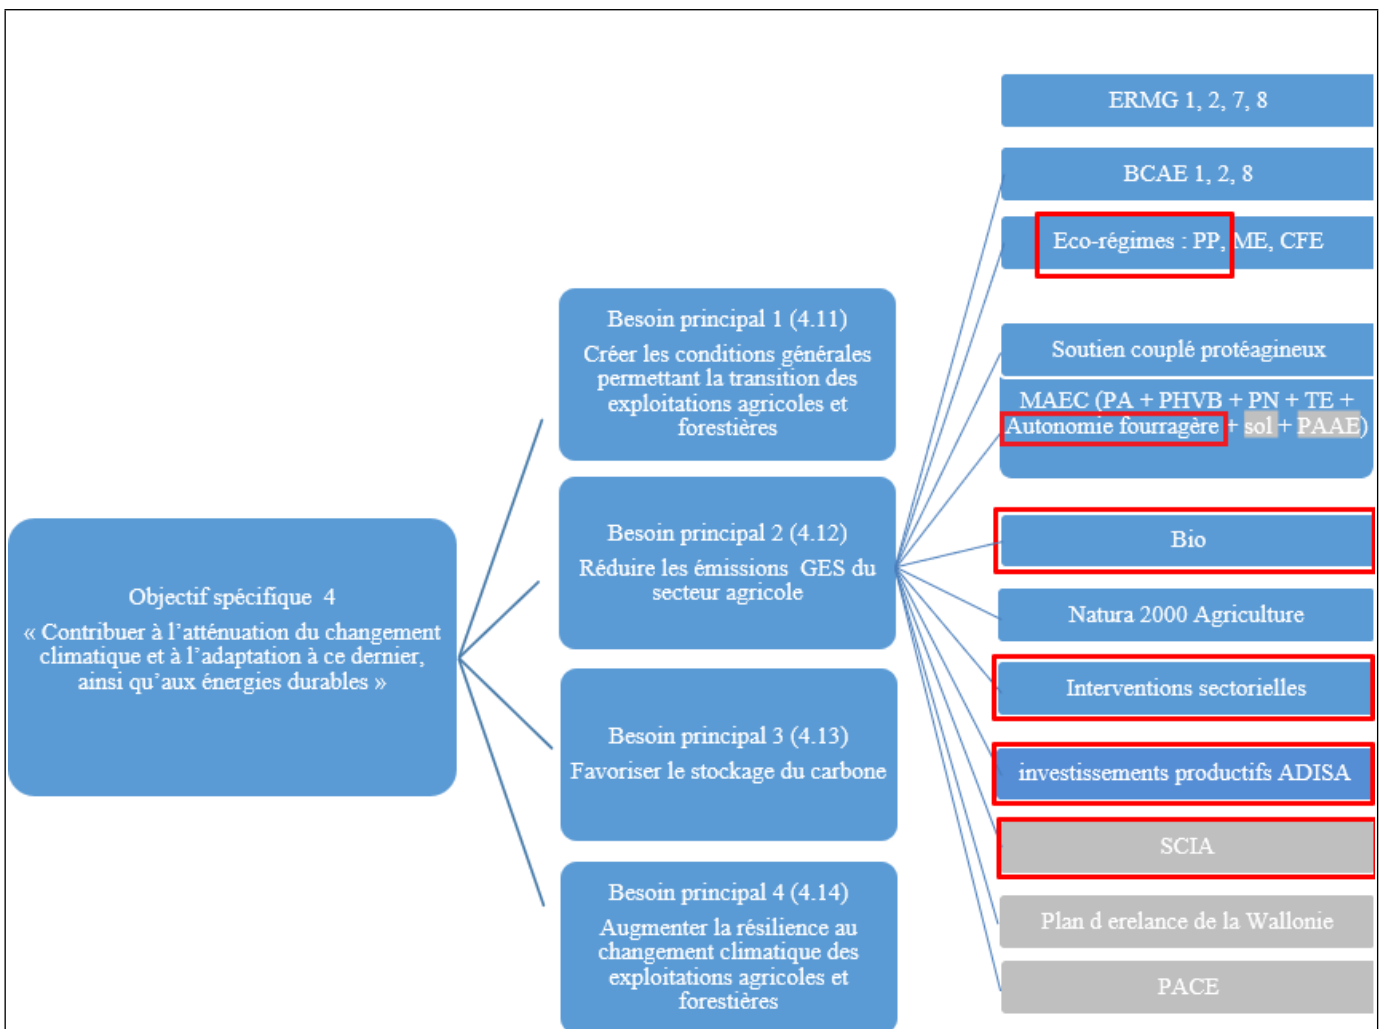 Objectif spécifique 4
« Contribuer à l’atténuation du changement
climatique et à l’adaptation à ce dernier,
ainsi qu’aux énergies durables »
Besoin principal 1 (4.11)
Créer les conditions générales
permettant la transition des
exploitations agricoles et
forestières
Besoin principal 2 (4.12)
Réduire les émissions GES du
secteur agricole
Besoin principal 3 (4.13)
Favoriser le stockage du carbone
Besoin principal 4 (4.14)
Augmenter la résilience au
changement climatique des
exploitations agricoles et
forestières
ERMG 1, 2, 7, 8
BCAE 1, 2, 8
Eco-régimes : PP, ME, CFE
Soutien couplé protéagineux
MAEC (PA + PHVB + PN + TE +
Autonomie fourragère + sol + PAAE)
Bio
Natura 2000 Agriculture
Interventions sectorielles
investissements productifs ADISA
SCIA
Plan d erelance de la Wallonie
PACE